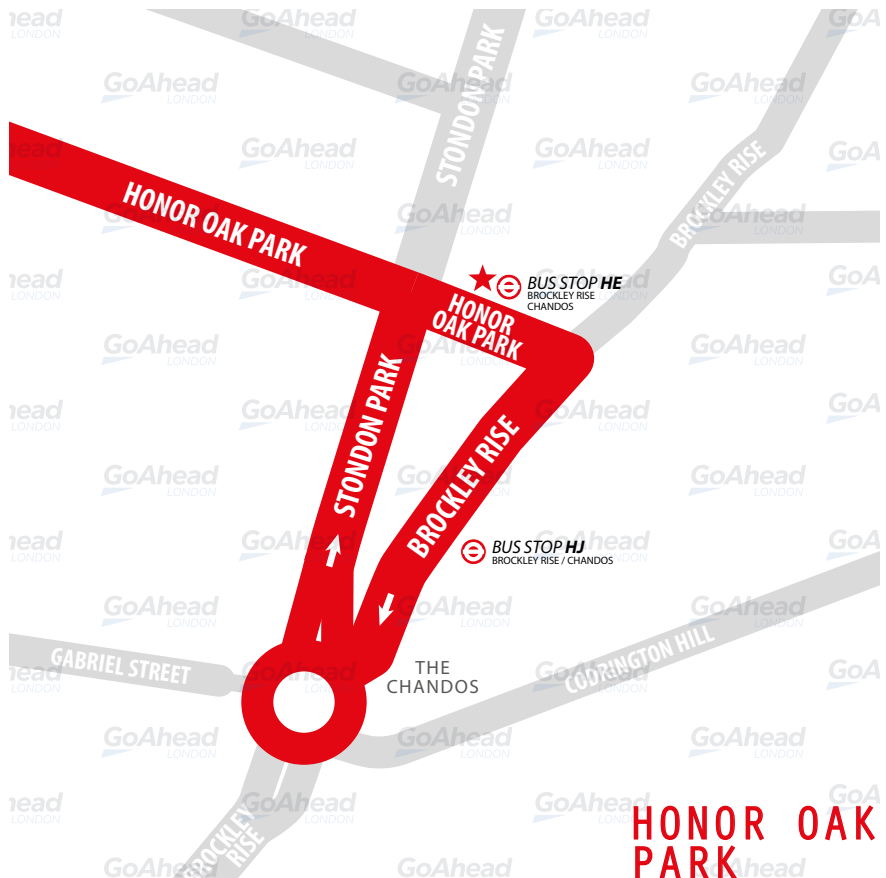 STONDON PARK
BROCKLEY RISE
HONOR OAK PARK
BUS STOP HE
BROCKLEY RISE
CHANDOS
HONOR
OAK PARK
STONDON PARK
BROCKLEY RISE
BUS STOP HJ
BROCKLEY RISE / CHANDOS
GABRIEL STREET
THE
CHANDOS
CODRINGTON HILL
BROCKLEY
RISE
HONOR OAK
PARK
GoAhead
LONDON